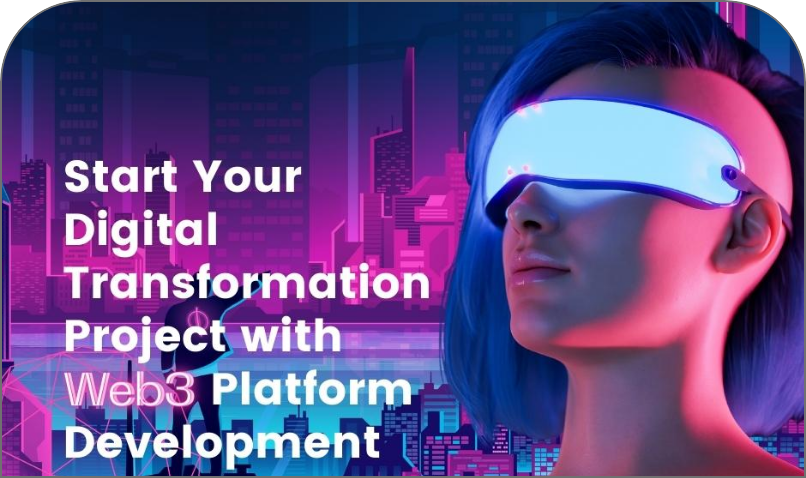 Start Your
Digital
Transformation
Project with
Web3 Platform
Development